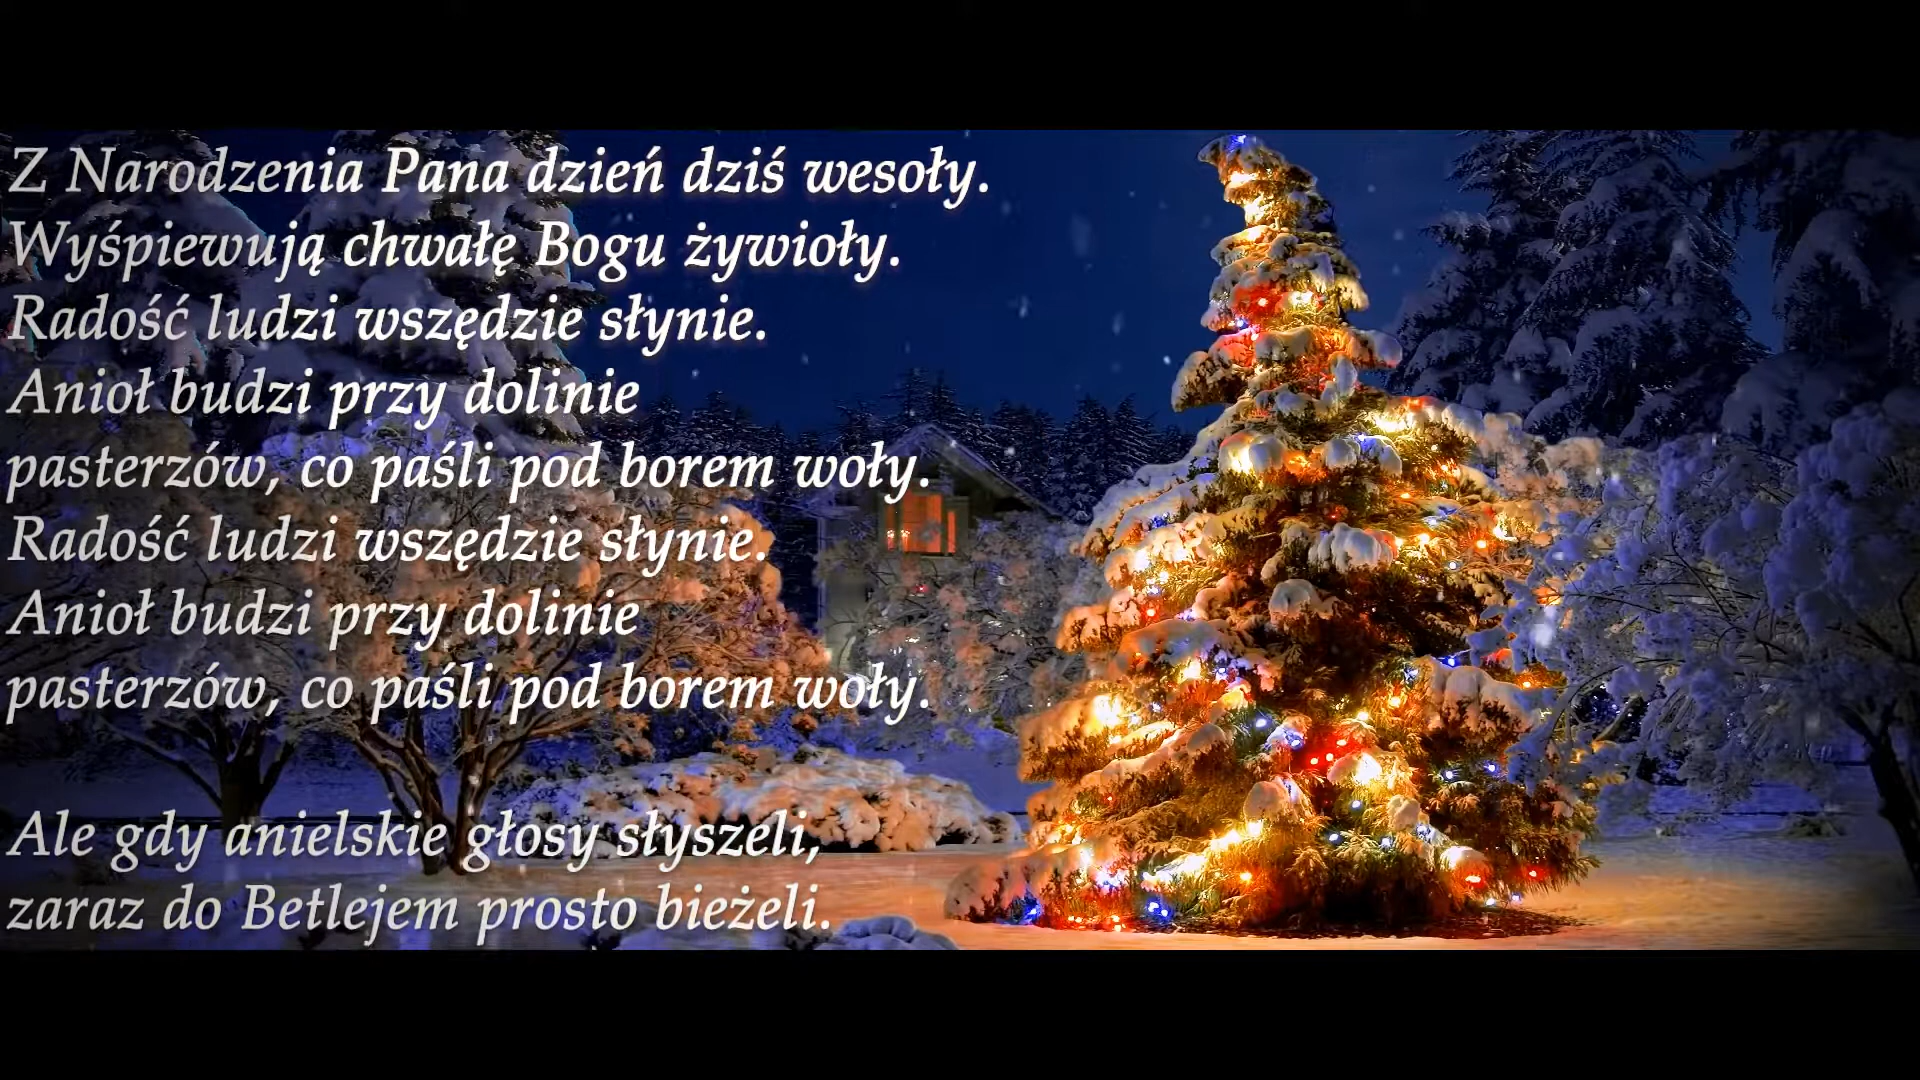 Z Narodzenia Pana dzień dziś wesoły.
Wyśpiewują chwałę Bogu żywioły.
Radość ludzi wszędzie słynie.
Anioł budzi przy dolinie
pasterzów, co paśli pod borem woły.
Radość ludzi wszędzie słynie.
Anioł budzi przy dolinie
pasterzów, co paśli pod borem woły.
Ale gdy anielskie głosy słyszeli,
zaraz do Betlejem prosto bieżeli.